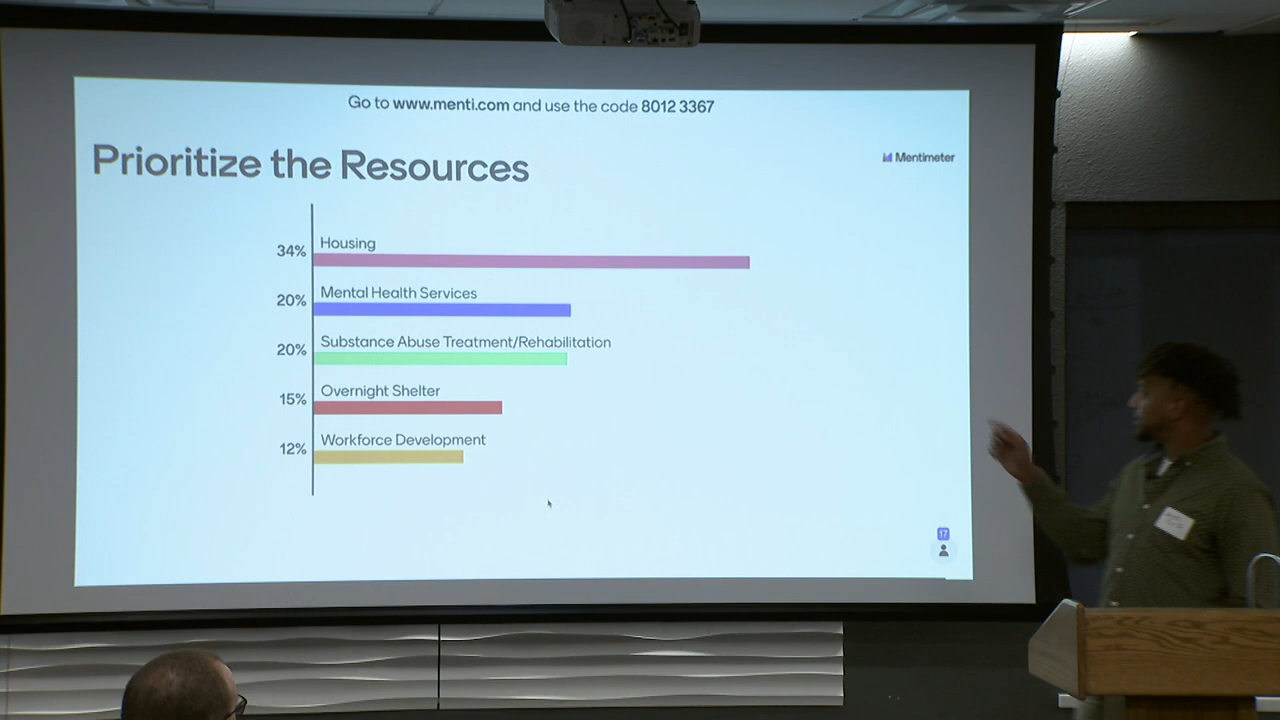 Go to www.menti.com and use the code 8012 3367
Prioritize the Resources
Mentimeter
Housing
34%
Mental Health Services
20%
Substance Abuse Treatment/Rehabilitation
20%
Overnight Shelter
15%
Workforce Development
12%
17